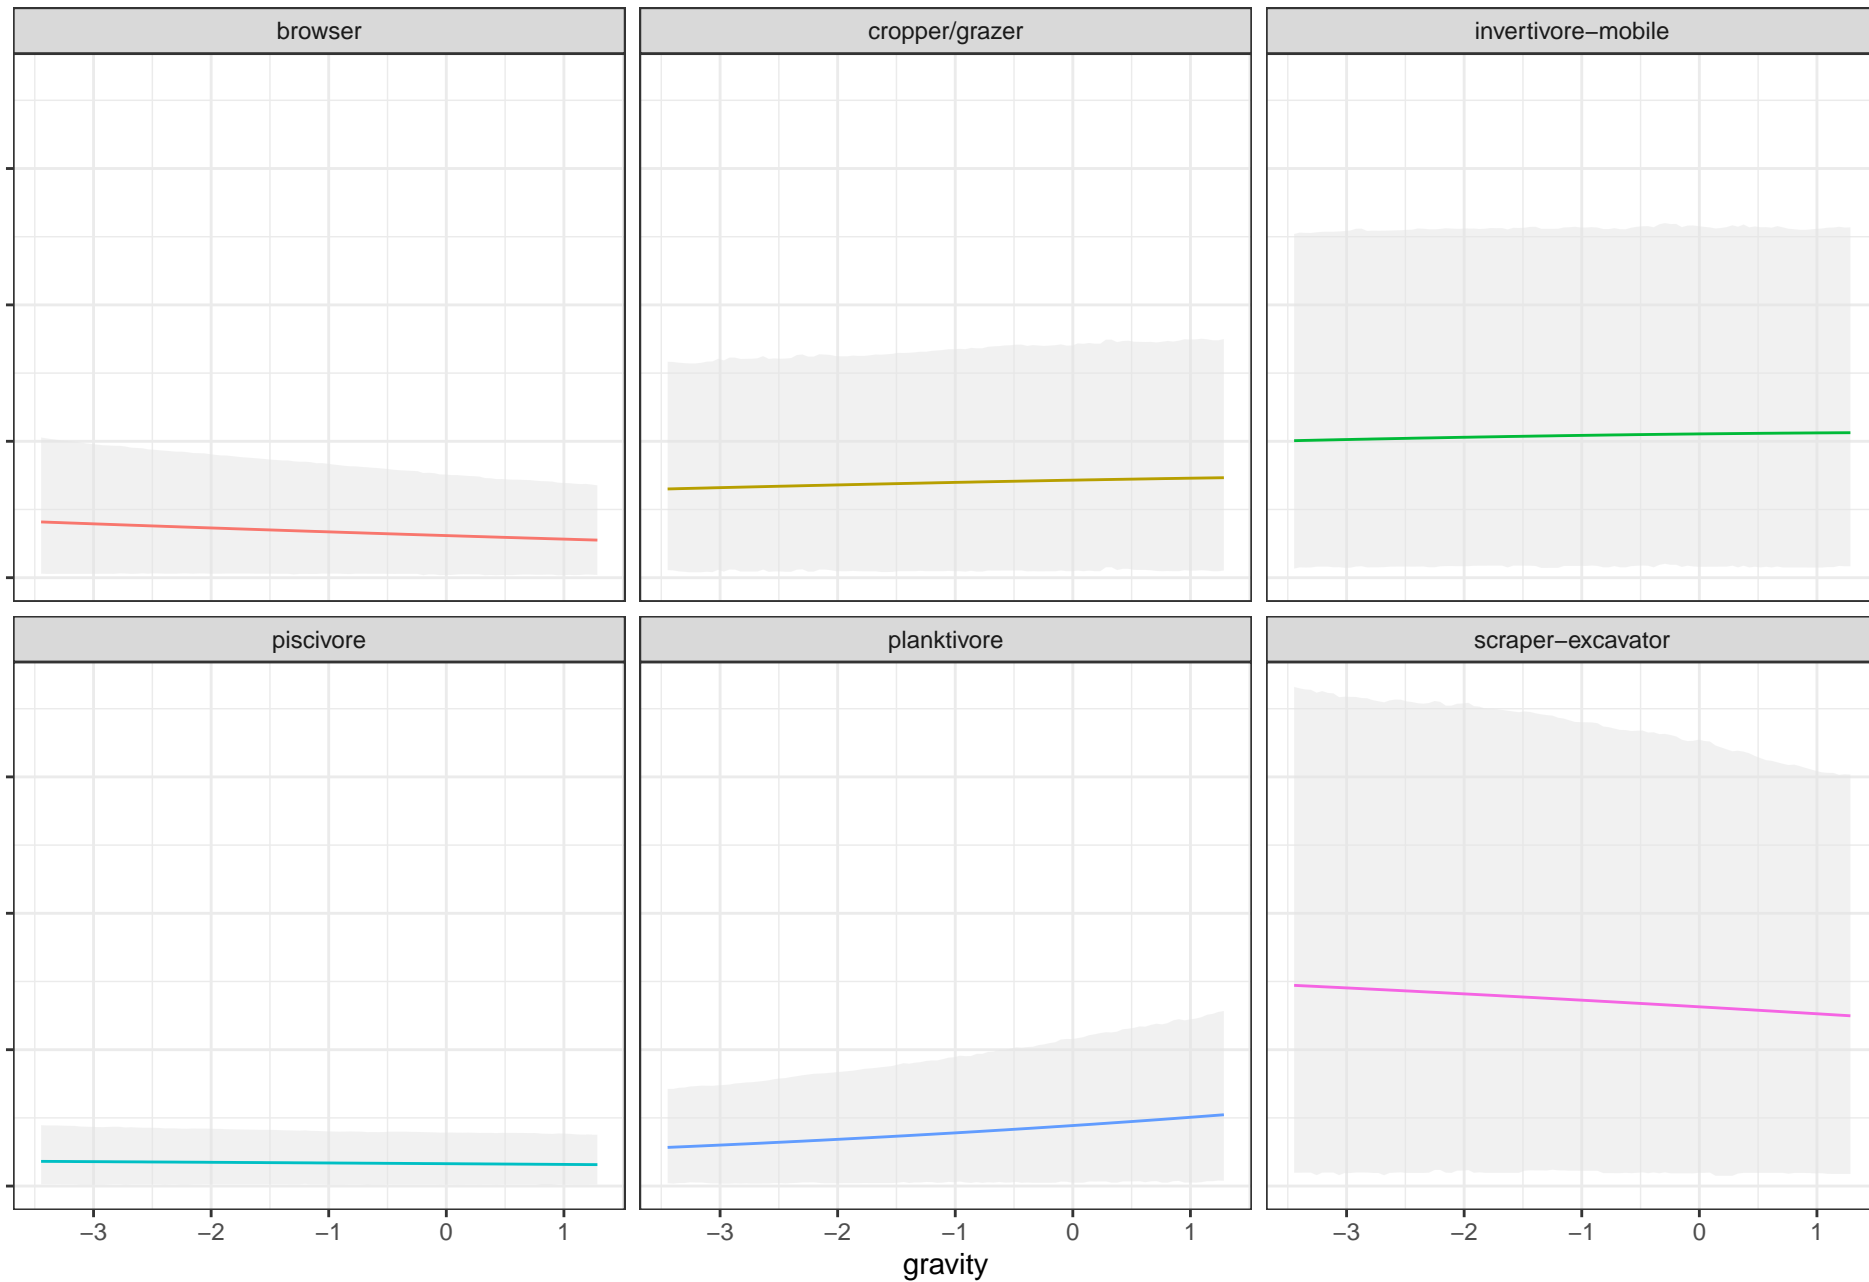 browser cropper/grazer invertivore−mobile
piscivore planktivore scraper−excavator
−3 −2 −1 0 1 −3 −2 −1 0 1 −3 −2 −1 0 1
gravity